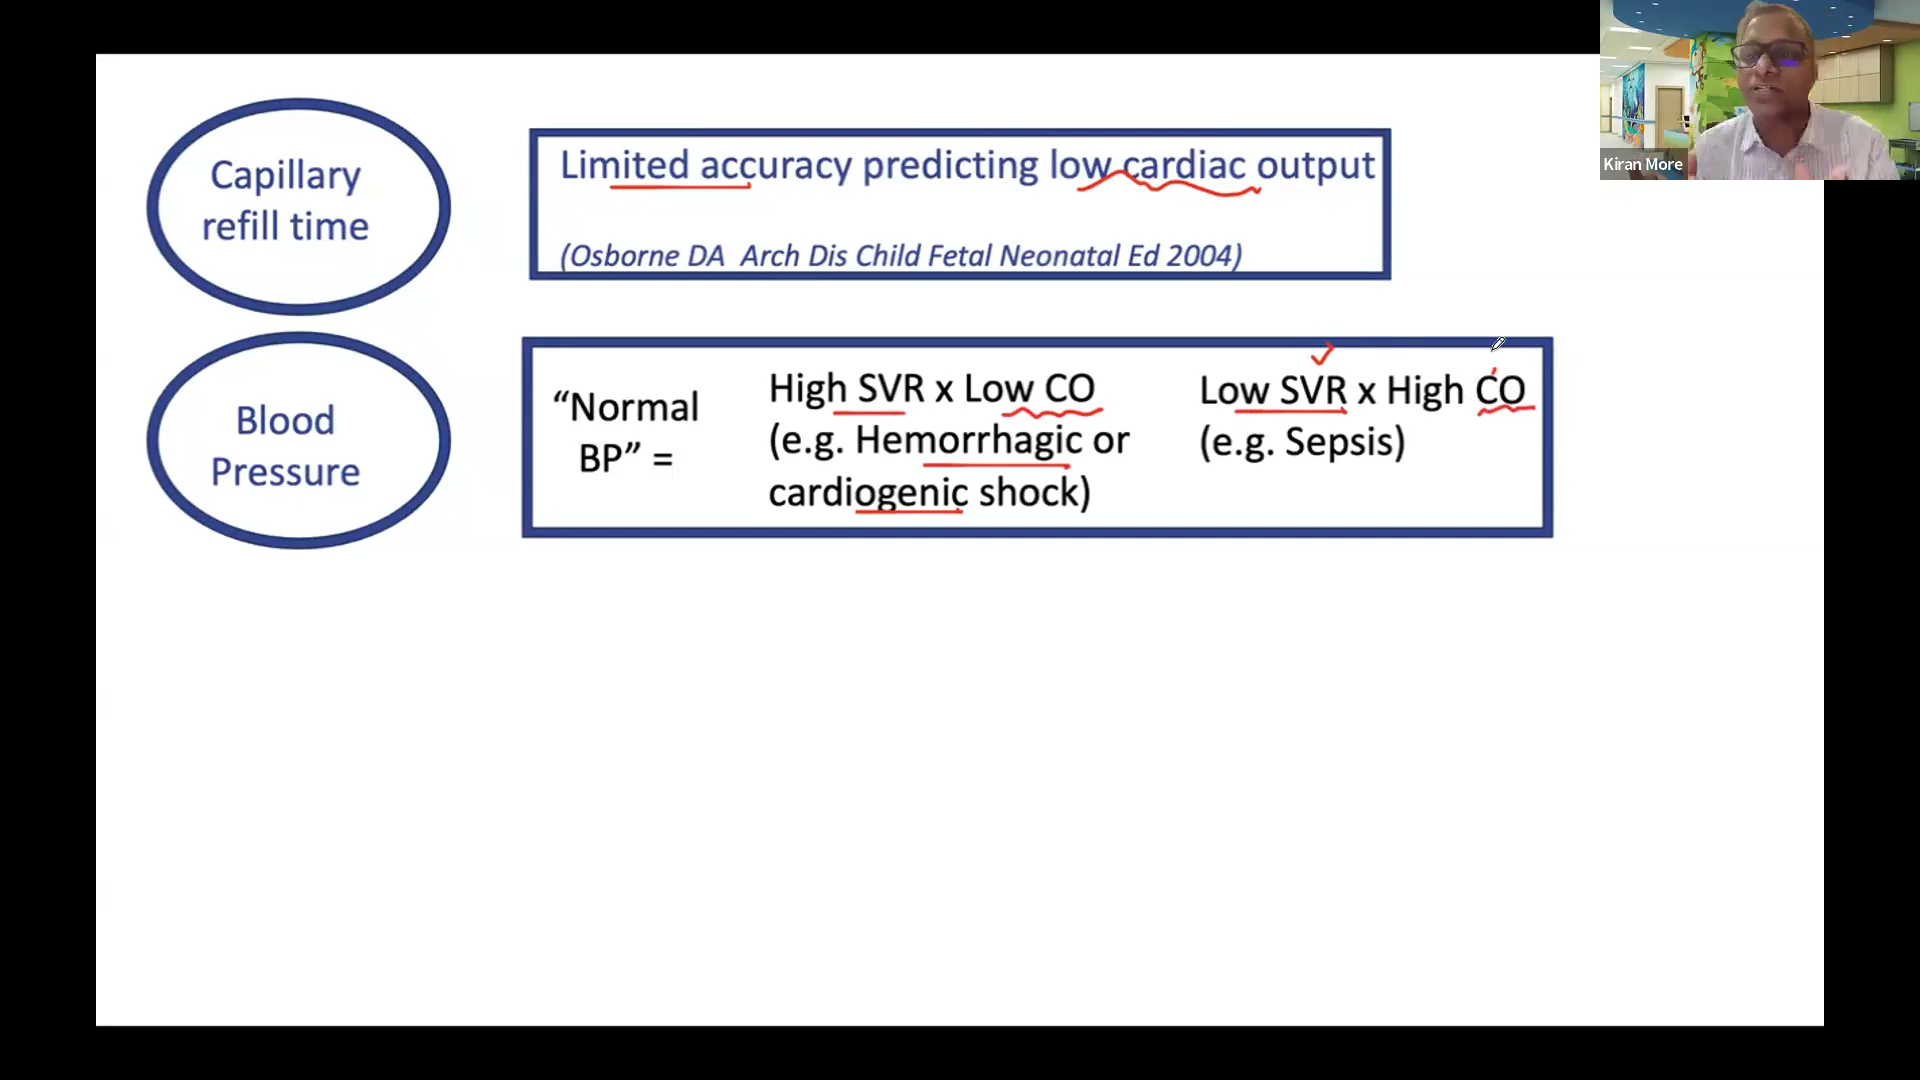 Kiran More
Capillary
refill time
Limited accuracy predicting low cardiac output
(Osborne DA Arch Dis Child Fetal Neonatal Ed 2004)
Blood
Pressure
“Normal
BP” =
High SVR x Low CO
(e.g. Hemorrhagic or
cardiogenic shock)
Low SVR x High CO
(e.g. Sepsis)